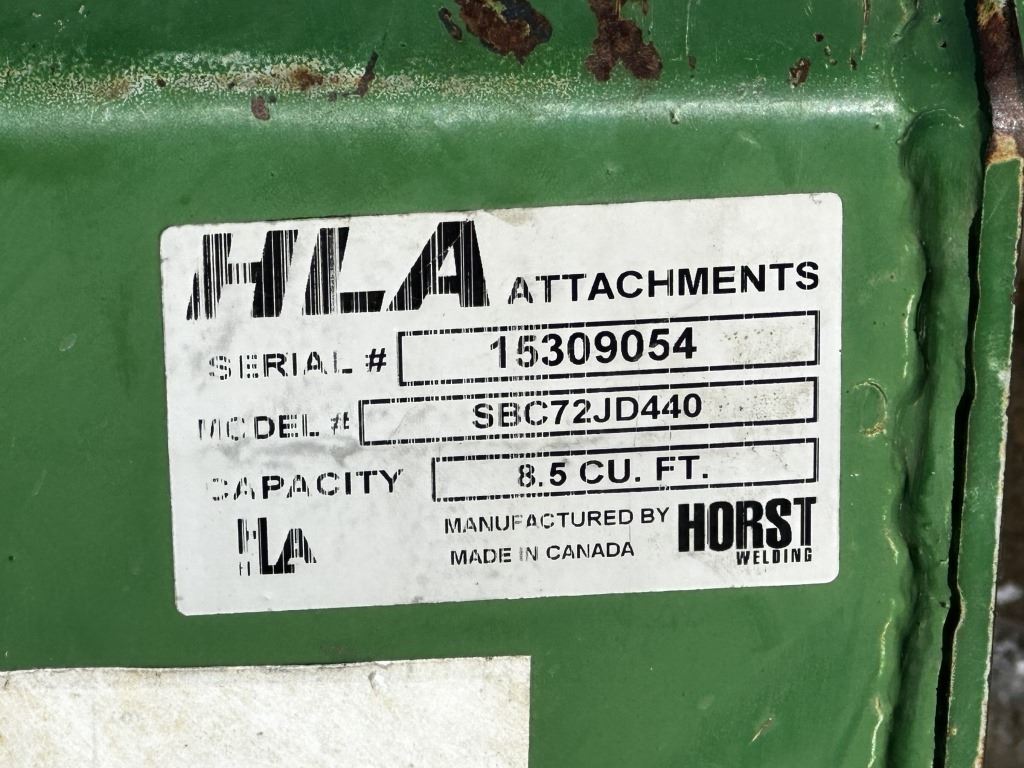 HLA ATTACHMENTS
SERIAL # 15309054
MODEL # SBC72JD440
CAPACITY 8.5 CU. FT.
HLA MANUFACTURED BY HORST
MADE IN CANADA WELDING